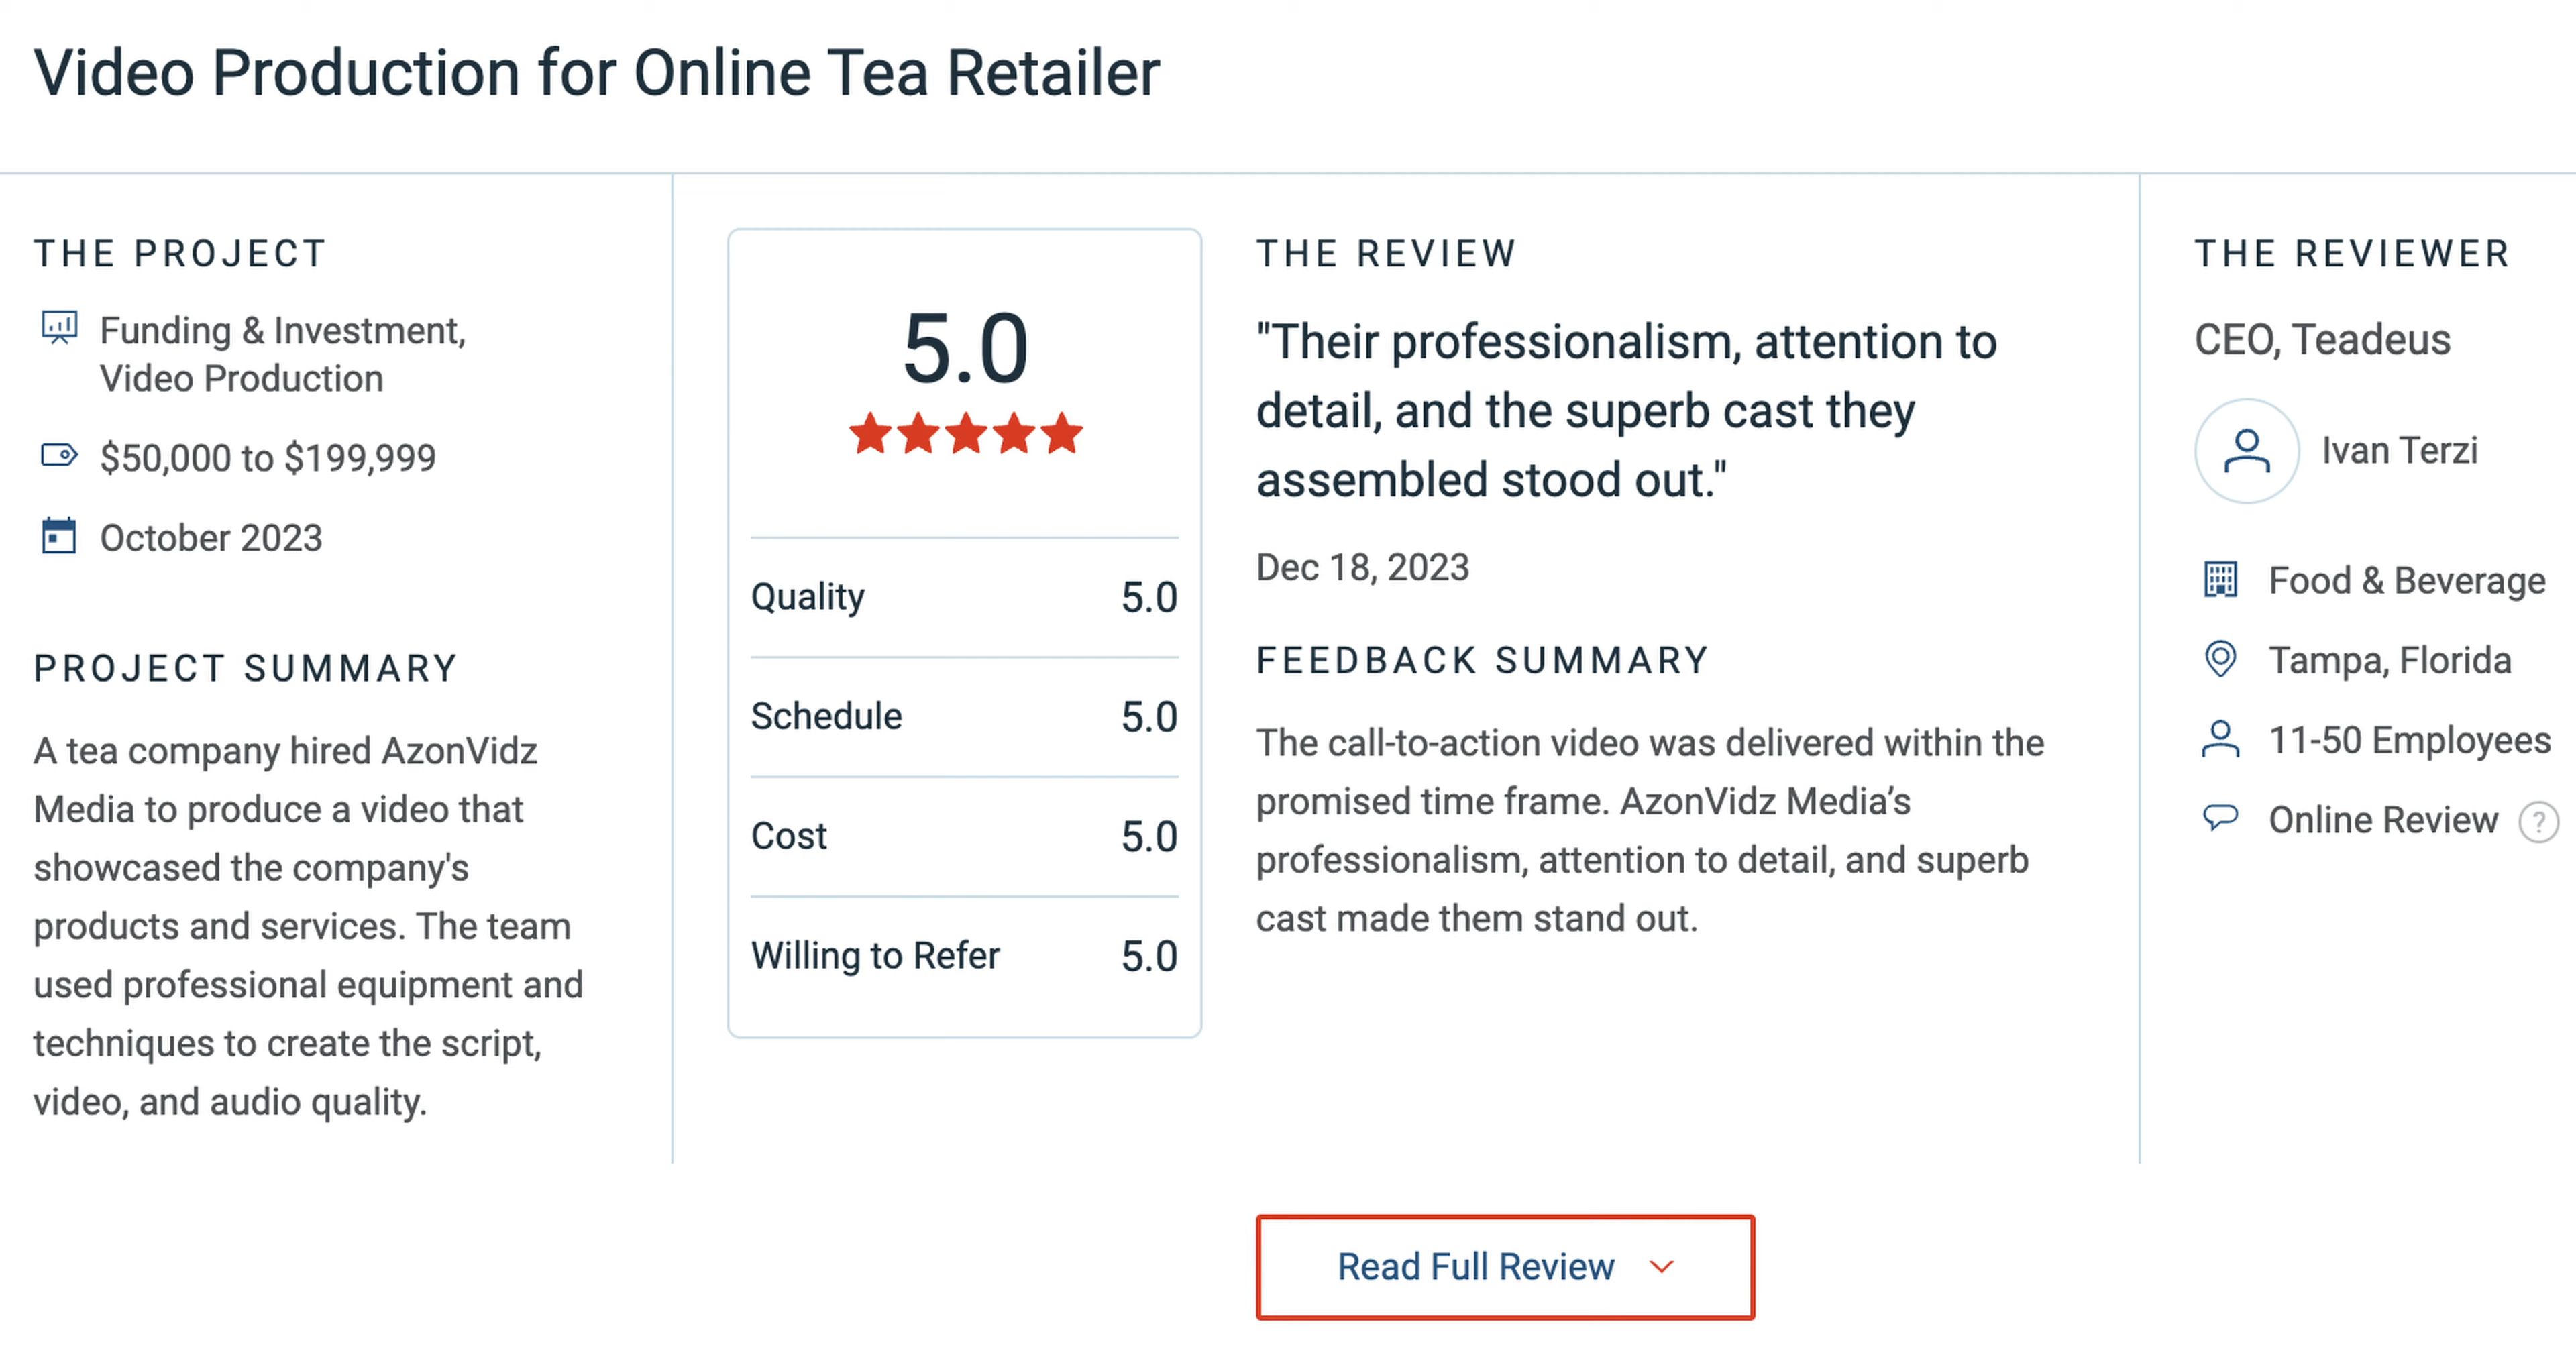 Video Production for Online Tea Retailer
THE PROJECT
Funding & Investment,
Video Production
$50,000 to $199,999
October 2023
PROJECT SUMMARY
A tea company hired AzonVidz
Media to produce a video that
showcased the company's
products and services. The team
used professional equipment and
techniques to create the script,
video, and audio quality.
5.0
Quality 5.0
Schedule 5.0
Cost 5.0
Willing to Refer 5.0
THE REVIEW
"Their professionalism, attention to
detail, and the superb cast they
assembled stood out."
Dec 18, 2023
FEEDBACK SUMMARY
The call-to-action video was delivered within the
promised time frame. AzonVidz Media’s
professionalism, attention to detail, and superb
cast made them stand out.
Read Full Review
THE REVIEWER
CEO, Teadeus
Ivan Terzi
Food & Beverage
Tampa, Florida
11-50 Employees
Online Review ?